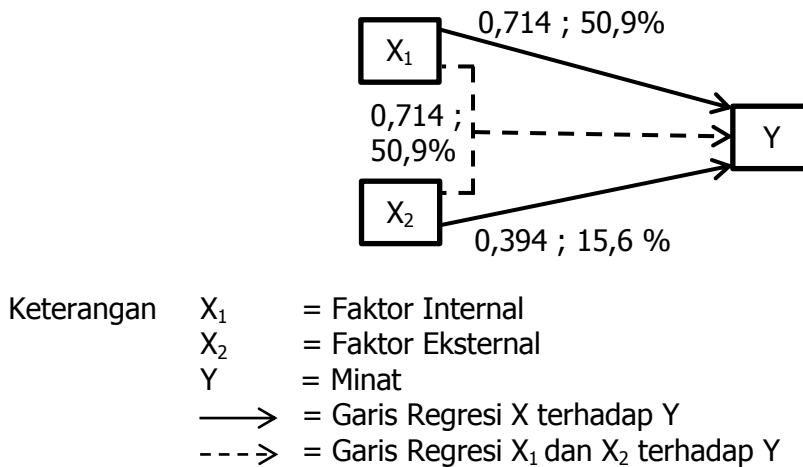 0,714 ; 50,9%
X₁
0,714 ;
50,9%
Y
X₂
0,394 ; 15,6 %
Keterangan X₁ = Faktor Internal
X₂ = Faktor Eksternal
Y = Minat
= Garis Regresi X terhadap Y
= Garis Regresi X₁ dan X₂ terhadap Y